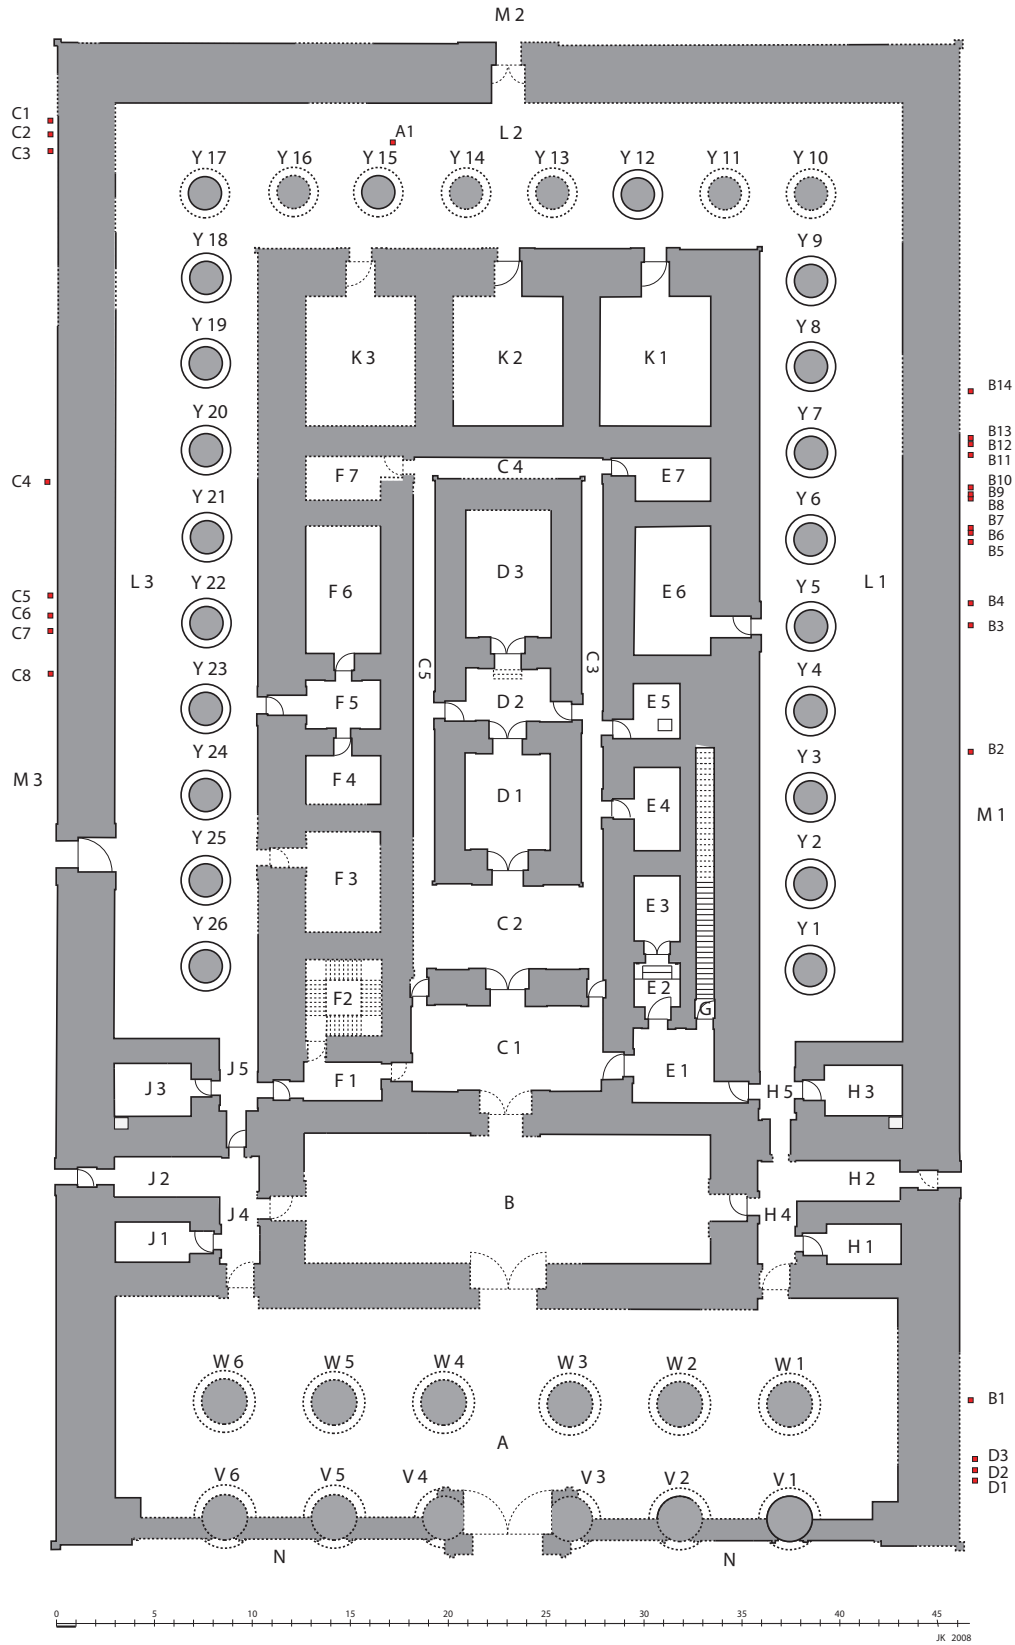 M 2
C1
C2
C3
A1
L 2
Y 17 Y 16 Y 15 Y 14 Y 13 Y 12 Y 11 Y 10
Y 18 Y 9
Y 19 Y 8
K 3 K 2 K 1
B14
Y 20 Y 7
B13
B12
B11
F 7 C 4 E 7
C4
B10
B9
B8
Y 21 Y 6
B7
B6
B5
L 3 Y 22 F 6 D 3 E 6 Y 5 L 1
C5
C6
C7
B4
B3
C8
Y 23 C 5 C 3 Y 4
F 5 D 2 E 5
Y 24 Y 3
B2
M 3 F 4 D 1 E 4 M 1
Y 25 Y 2
F 3 E 3
Y 26 C 2 Y 1
F2 E 2 G
C 1
J 5 F 1 E 1
J 3 H 5 H 3
J 2 H 2
B
J 4 H 4
J 1 H 1
W 6 W 5 W 4 W 3 W 2 W 1
B1
A
D3
D2
D1
V 6 V 5 V 4 V 3 V 2 V 1
N N
0 5 10 15 20 25 30 35 40 45
JK 2008